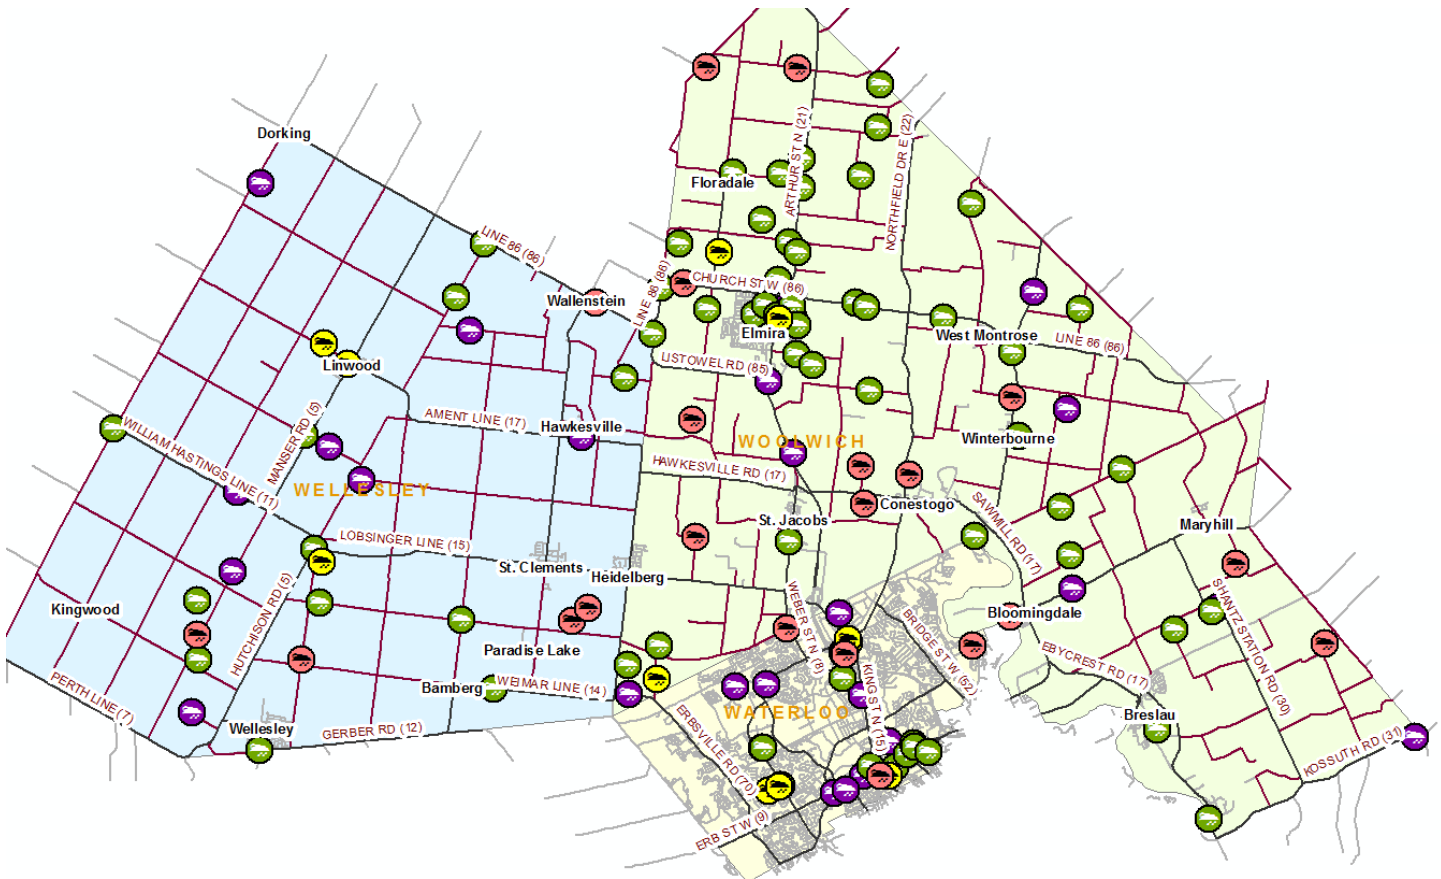 Dorking
ARTHUR ST N (21)
NORTHFIELD DR E (22)
Floradale
LINE 86 (86)
LINE 86 (86)
CHURCH ST W (86)
Wallenstein
Elmira
West Montrose
LINE 86 (86)
Linwood
LISTOWEL RD (85)
MANSER RD (5)
AMENT LINE (17)
Hawkesville
WOOLWICH
Winterbourne
WILLIAM HASTINGS LINE (11)
WELLESLEY
HAWKESVILLE RD (17)
Conestogo
SAWMILL RD (17)
St. Jacobs
Maryhill
LOBSINGER LINE (15)
St. Clements
Heidelberg
Kingwood
HUTCHISON RD (5)
WEBER ST N (8)
BRIDGE ST W (52)
Bloomingdale
SHANTZ STATION RD (30)
Paradise Lake
EBYCREST RD (17)
PERTH LINE (7)
Bamberg
WEIMAR LINE (14)
KING ST N (15)
WATERLOO
Breslau
Wellesley
GERBER RD (12)
ERBSVILLE RD (70)
KOSSUTH RD (31)
ERB ST W (9)